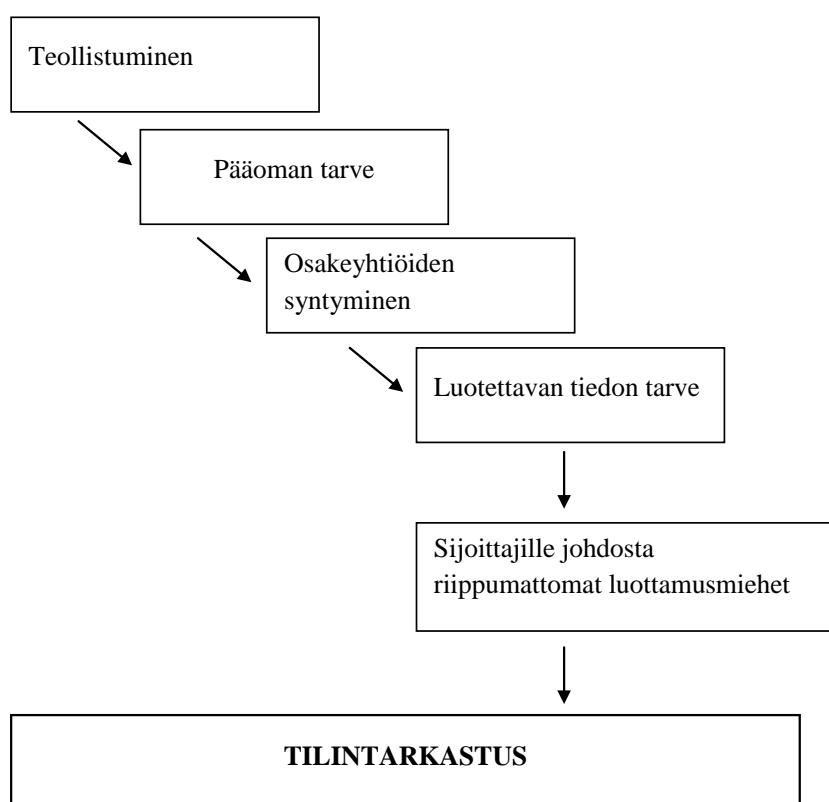 Teollistuminen
Pääoman tarve
Osakeyhtiöiden
syntyminen
Luotettavan tiedon tarve
Sijoittajille johdosta
riippumattomat luottamusmiehet
TILINTARKASTUS